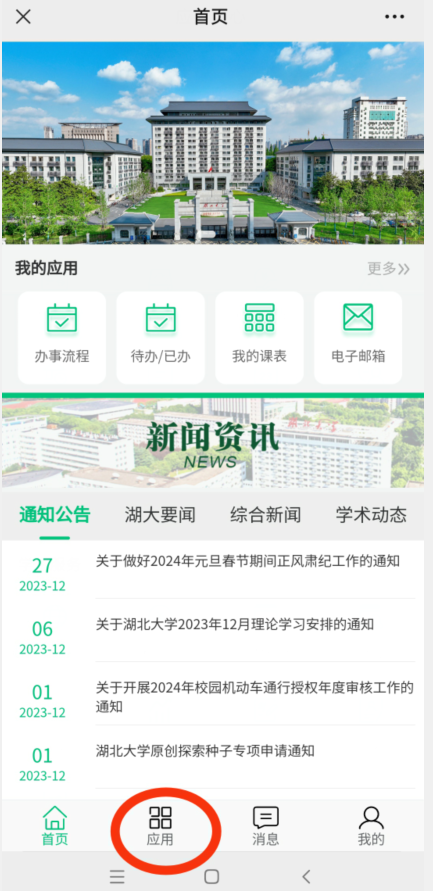 首页
我的应用
更多
办事流程
待办/已办
我的课表
电子邮箱
新闻资讯
NEWS
通知公告
湖大要闻
综合新闻
学术动态
27
2023-12
关于做好2024年元旦春节期间正风肃纪工作的通知
06
2023-12
关于湖北大学2023年12月理论学习安排的通知
01
2023-12
关于开展2024年校园机动车通行授权年度审核工作的
通知
01
2023-12
湖北大学原创探索种子专项申请通知
首页
应用
消息
我的